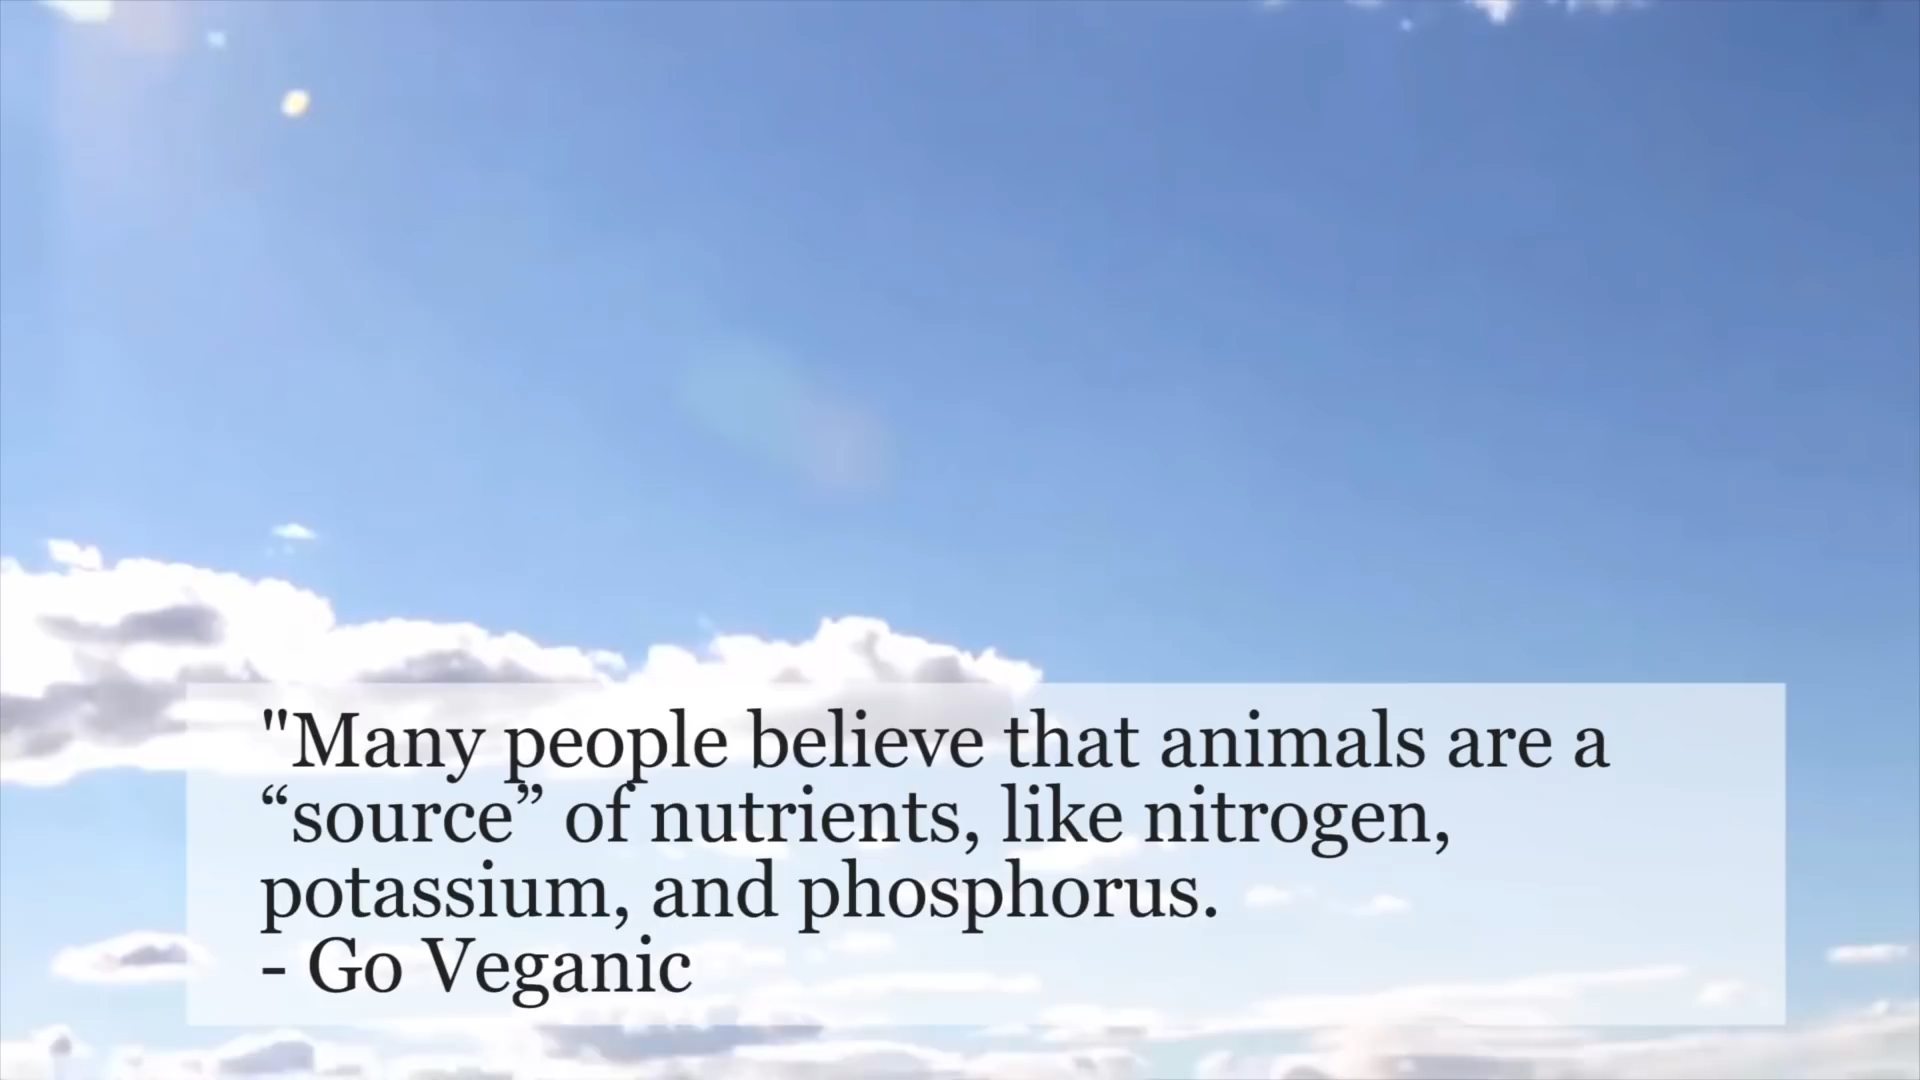 "Many people believe that animals are a
“source” of nutrients, like nitrogen,
potassium, and phosphorus.
- Go Veganic